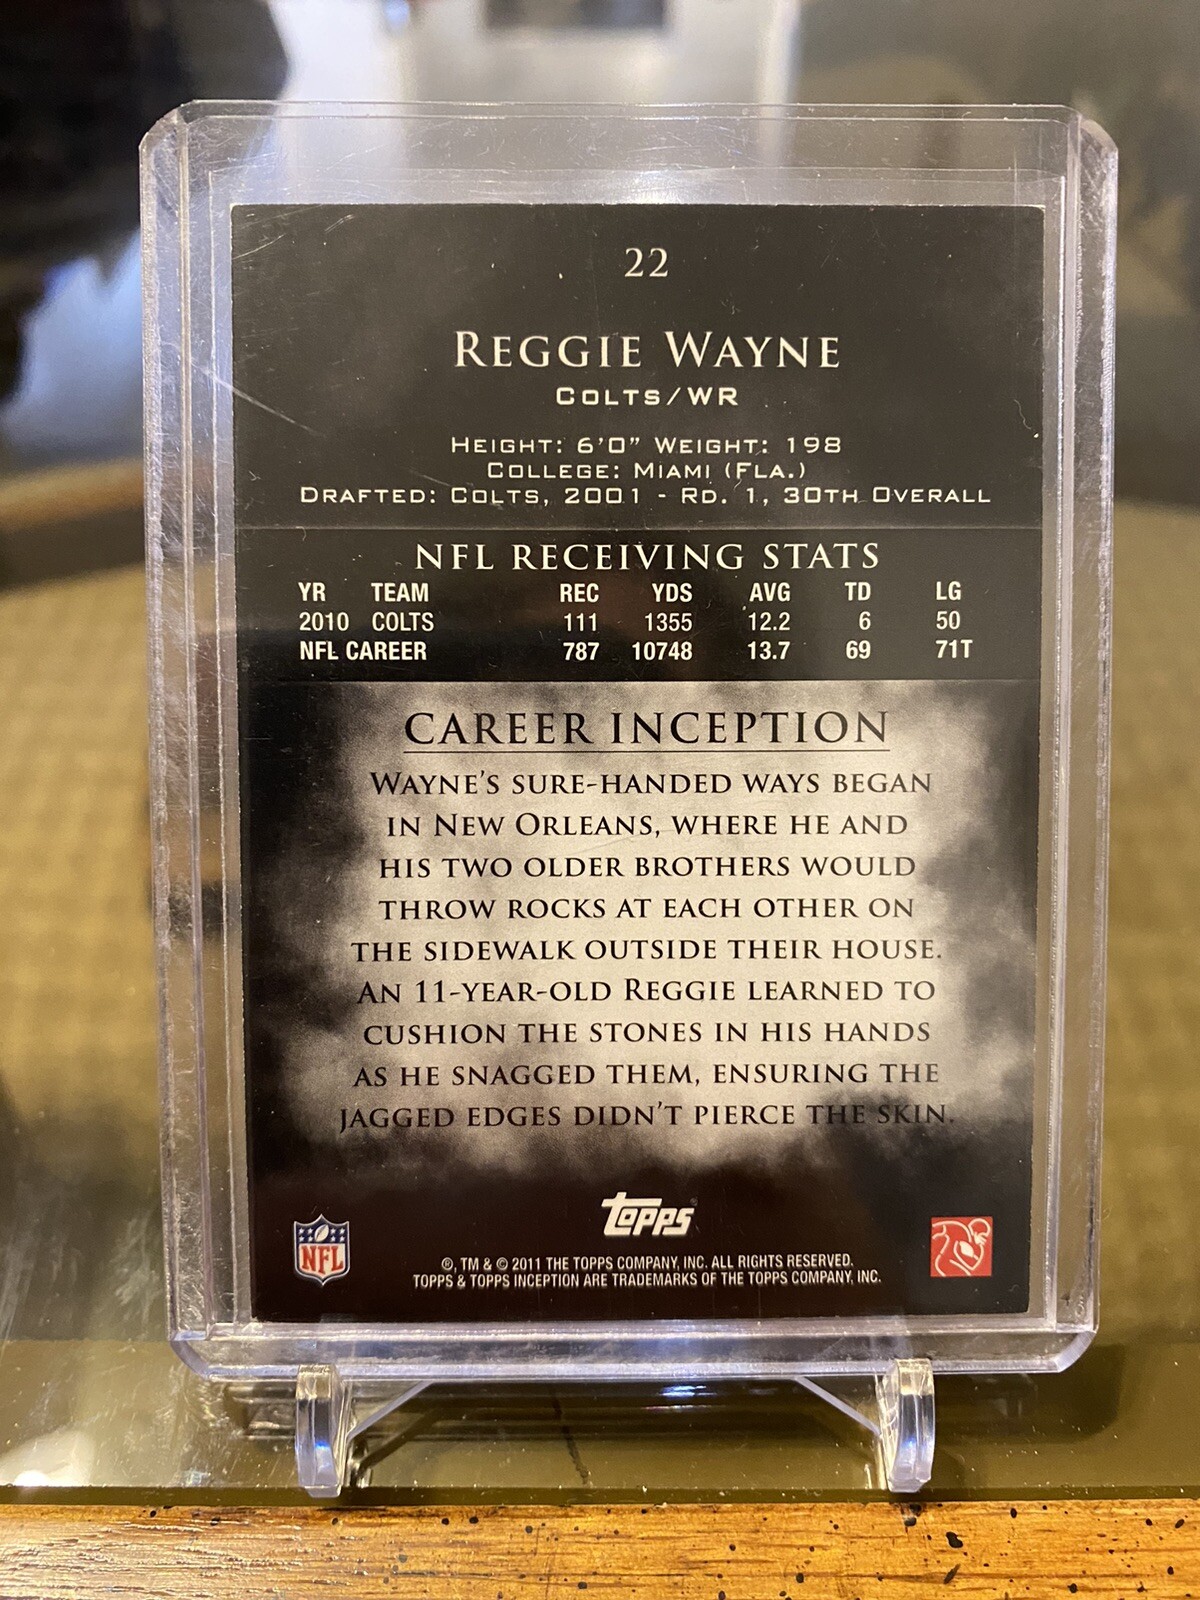 22
REGGIE WAYNE
COLTS/WR
HEIGHT: 6'0" WEIGHT: 198
COLLEGE: MIAMI (FLA.)
DRAFTED: COLTS, 2001 - RD. 1, 30TH OVERALL
NFL RECEIVING STATS
YR TEAM REC YDS AVG TD LG
2010 COLTS 111 1355 12.2 6 50
NFL CAREER 787 10748 13.7 69 71T
CAREER INCEPTION
WAYNE'S SURE-HANDED WAYS BEGAN
IN NEW ORLEANS, WHERE HE AND
HIS TWO OLDER BROTHERS WOULD
THROW ROCKS AT EACH OTHER ON
THE SIDEWALK OUTSIDE THEIR HOUSE.
AN 11-YEAR-OLD REGGIE LEARNED TO
CUSHION THE STONES IN HIS HANDS
AS HE SNAGGED THEM, ENSURING THE
JAGGED EDGES DIDN'T PIERCE THE SKIN.
NFL
Topps
®, TM & © 2011 THE TOPPS COMPANY, INC. ALL RIGHTS RESERVED.
TOPPS & TOPPS INCEPTION ARE TRADEMARKS OF THE TOPPS COMPANY, INC.